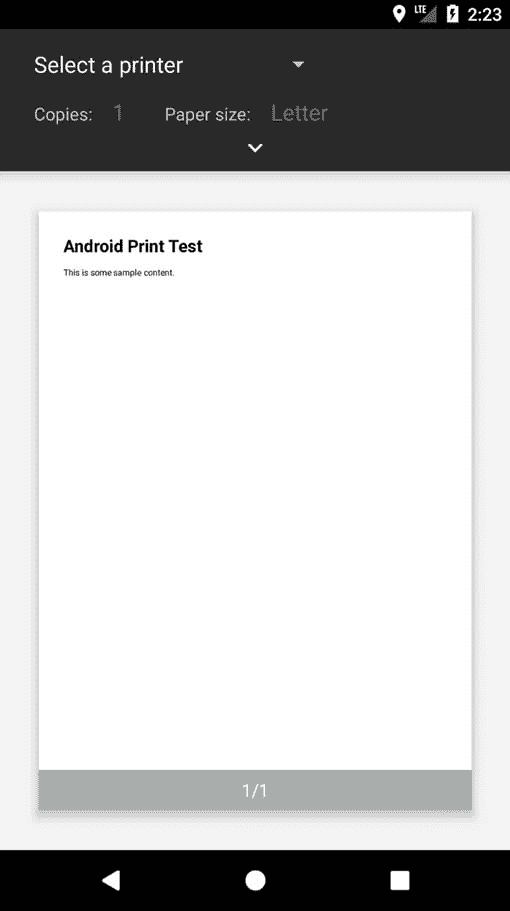 LTE 2:23
Select a printer
Copies: 1 Paper size: Letter
Android Print Test
This is some sample content.
1/1